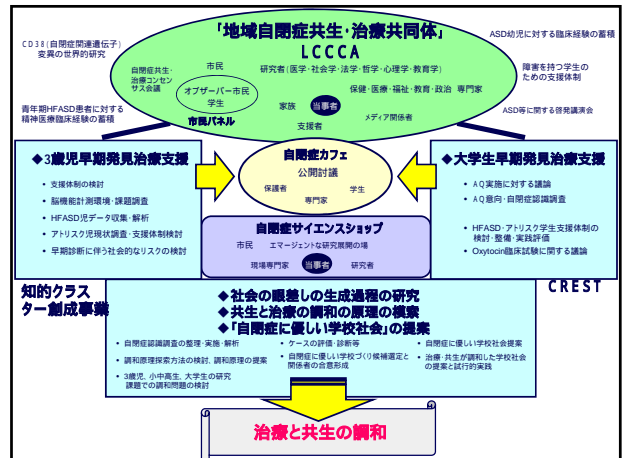 「地域自閉症共生・治療共同体」
LCCCA
CD38(自閉症関連遺伝子)
変異の世界的研究
ASD幼児に対する臨床経験の蓄積
自閉症共生・
治療コンセン
サス会議
市民
研究者(医学・社会学・法学・哲学・心理学・教育学)
障害を持つ学生の
ための支援体制
オブザーバー市民
学生
保健・医療・福祉・教育・政治 専門家
青年期HFASD患者に対する
精神医療臨床経験の蓄積
家族
当事者
メディア関係者
ASD等に関する啓発講演会
市民パネル
支援者
◆3歳児早期発見治療支援
• 支援体制の検討
• 脳機能計測環境・課題調査
• HFASD児データ収集・解析
• アトリスク児現状調査・支援体制検討
• 早期診断に伴う社会的なリスクの検討
自閉症カフェ
公開討議
保護者
学生
専門家
◆大学生早期発見治療支援
• AQ実施に対する議論
• AQ意向・自閉症認識調査
• HFASD・アトリスク学生支援体制の
検討・整備・実践評価
• Oxytocin臨床試験に関する議論
自閉症サイエンスショップ
市民
エマージェントな研究展開の場
現場専門家
当事者
研究者
知的クラス
ター創成事業
CREST
◆社会の眼差しの生成過程の研究
◆共生と治療の調和の原理の模索
◆「自閉症に優しい学校社会」の提案
• 自閉症認識調査の整理・実施・解析
• 調和原理探索方法の検討, 調和原理の提案
• 3歳児, 小中高生, 大学生の研究
課題での調和問題の検討
• ケースの評価・診断等
• 自閉症に優しい学校づくり候補選定と
関係者の合意形成
• 自閉症に優しい学校社会提案
• 治療・共生が調和した学校社会
の提案と試行的実践
治療と共生の調和